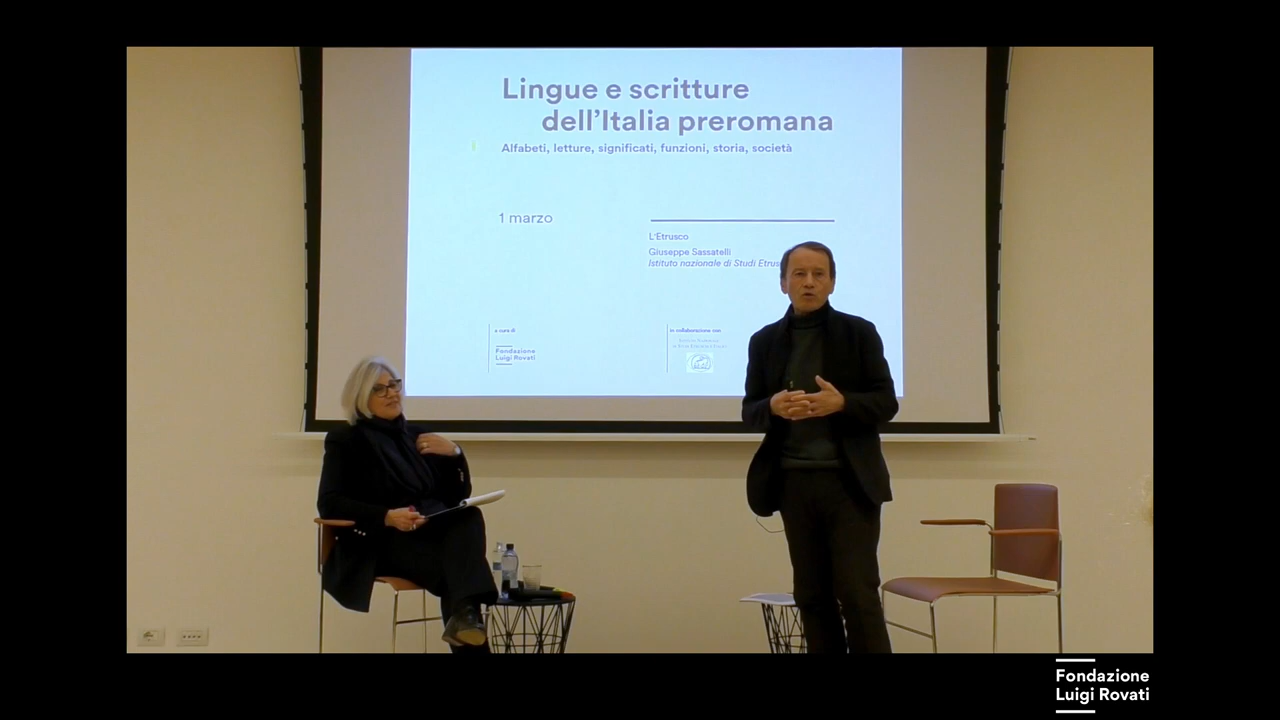 Lingue e scritture
dell'Italia preromana
Alfabeti, letture, significati, funzioni, storia, società
1 marzo
L'Etrusco
Giuseppe Sassatelli
Istituto nazionale di Studi Etrus
a cura di
Fondazione
Luigi Rovati
in collaborazione con
Fondazione
Luigi Rovati